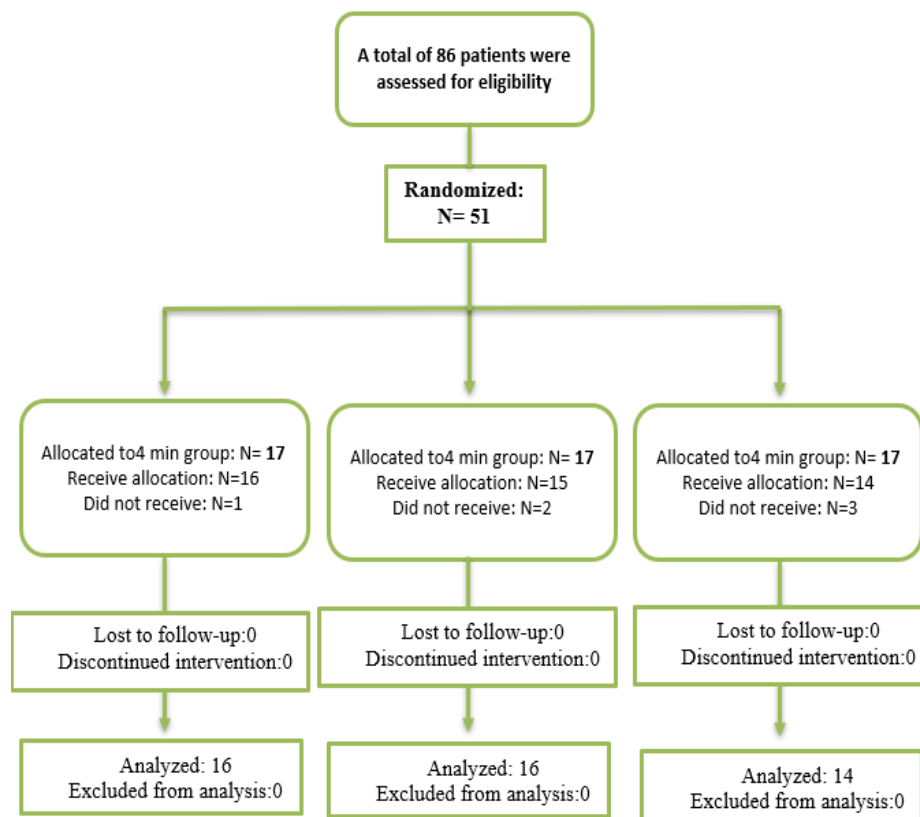 A total of 86 patients were
assessed for eligibility
Randomized:
N= 51
Allocated to4 min group: N= 17
Receive allocation: N=16
Did not receive: N=1
Allocated to4 min group: N= 17
Receive allocation: N=15
Did not receive: N=2
Allocated to4 min group: N= 17
Receive allocation: N=14
Did not receive: N=3
Lost to follow-up:0
Discontinued intervention:0
Lost to follow-up:0
Discontinued intervention:0
Lost to follow-up:0
Discontinued intervention:0
Analyzed: 16
Excluded from analysis:0
Analyzed: 16
Excluded from analysis:0
Analyzed: 14
Excluded from analysis:0